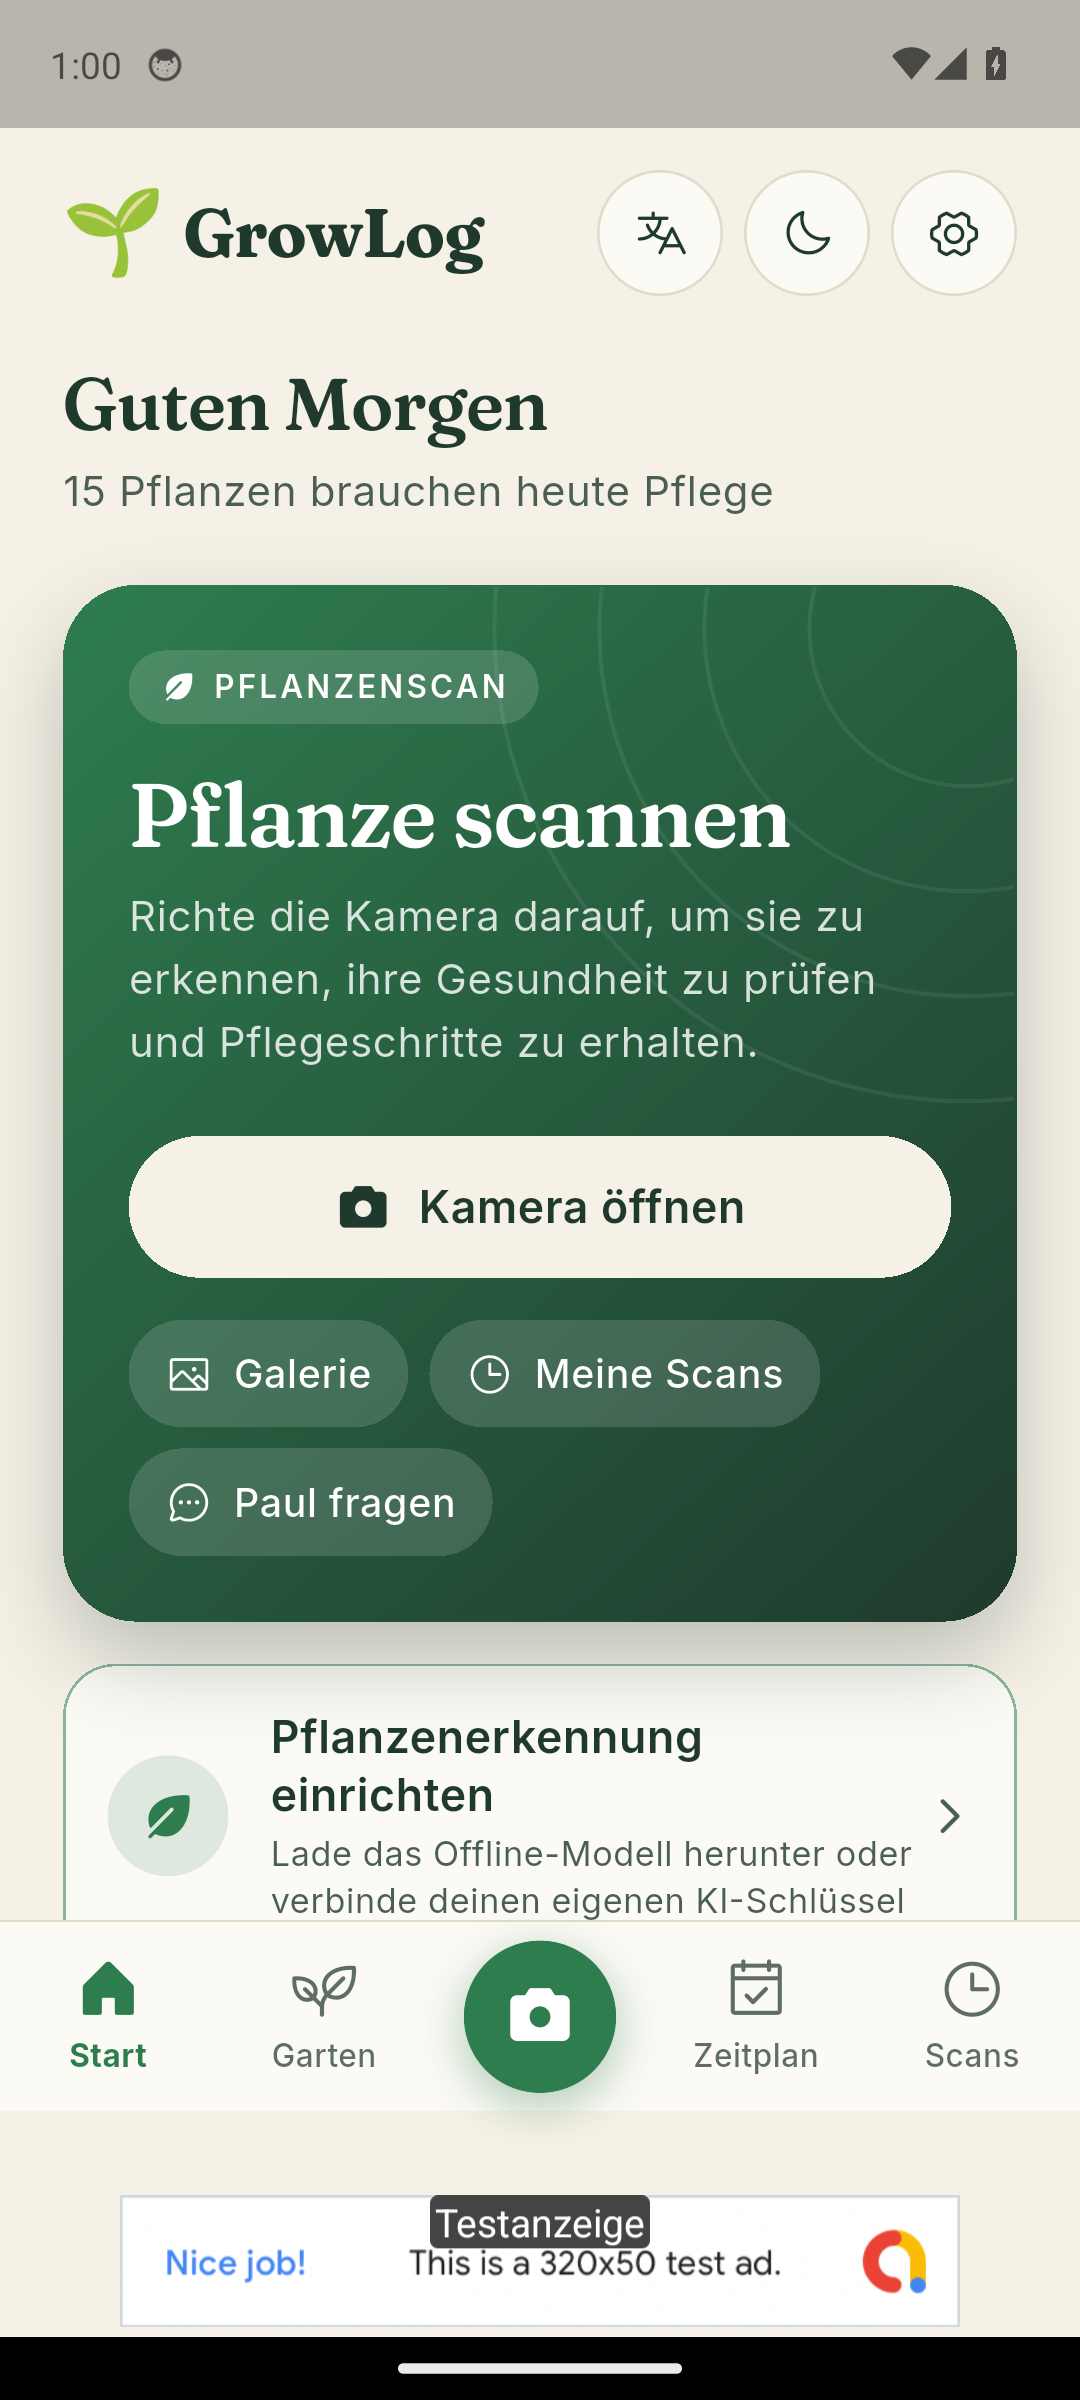 1:00
GrowLog
Guten Morgen
15 Pflanzen brauchen heute Pflege
PFLANZENSCAN
Pflanze scannen
Richte die Kamera darauf, um sie zu
erkennen, ihre Gesundheit zu prüfen
und Pflegeschritte zu erhalten.
Kamera öffnen
Galerie
Meine Scans
Paul fragen
Pflanzenerkennung
einrichten
Lade das Offline-Modell herunter oder
verbinde deinen eigenen KI-Schlüssel
Start
Garten
Zeitplan
Scans
Testanzeige
Nice job!
This is a 320x50 test ad.